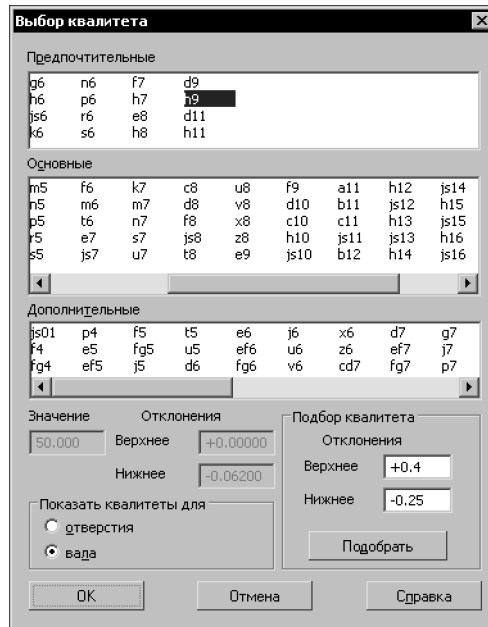 Выбор квалитета
Предпочтительные
g6 n6 f7 d9
h6 p6 h7 h9
js6 r6 e8 d11
k6 s6 h8 h11
Основные
m5 f6 k7 c8 u8 f9 a11 h12 js14
n5 m6 m7 d8 v8 d10 b11 js12 h15
p5 t6 n7 f8 x8 c10 c11 h13 js15
r5 e7 s7 js8 z8 h10 js11 js13 h16
s5 js7 u7 t8 e9 js10 b12 h14 js16
Дополнительные
js01 p4 f5 t5 e6 j6 x6 d7 g7
f4 e5 fg5 u5 ef6 u6 z6 ef7 j7
fg4 ef5 j5 d6 fg6 v6 cd7 fg7 p7
Значение Отклонения
50.000 Верхнее +0.00000
Нижнее -0.06200
Подбор квалитета
Отклонения
Верхнее +0.4
Нижнее -0.25
Подобрать
Показать квалитеты для
отверстия
вала
OK Отмена Справка